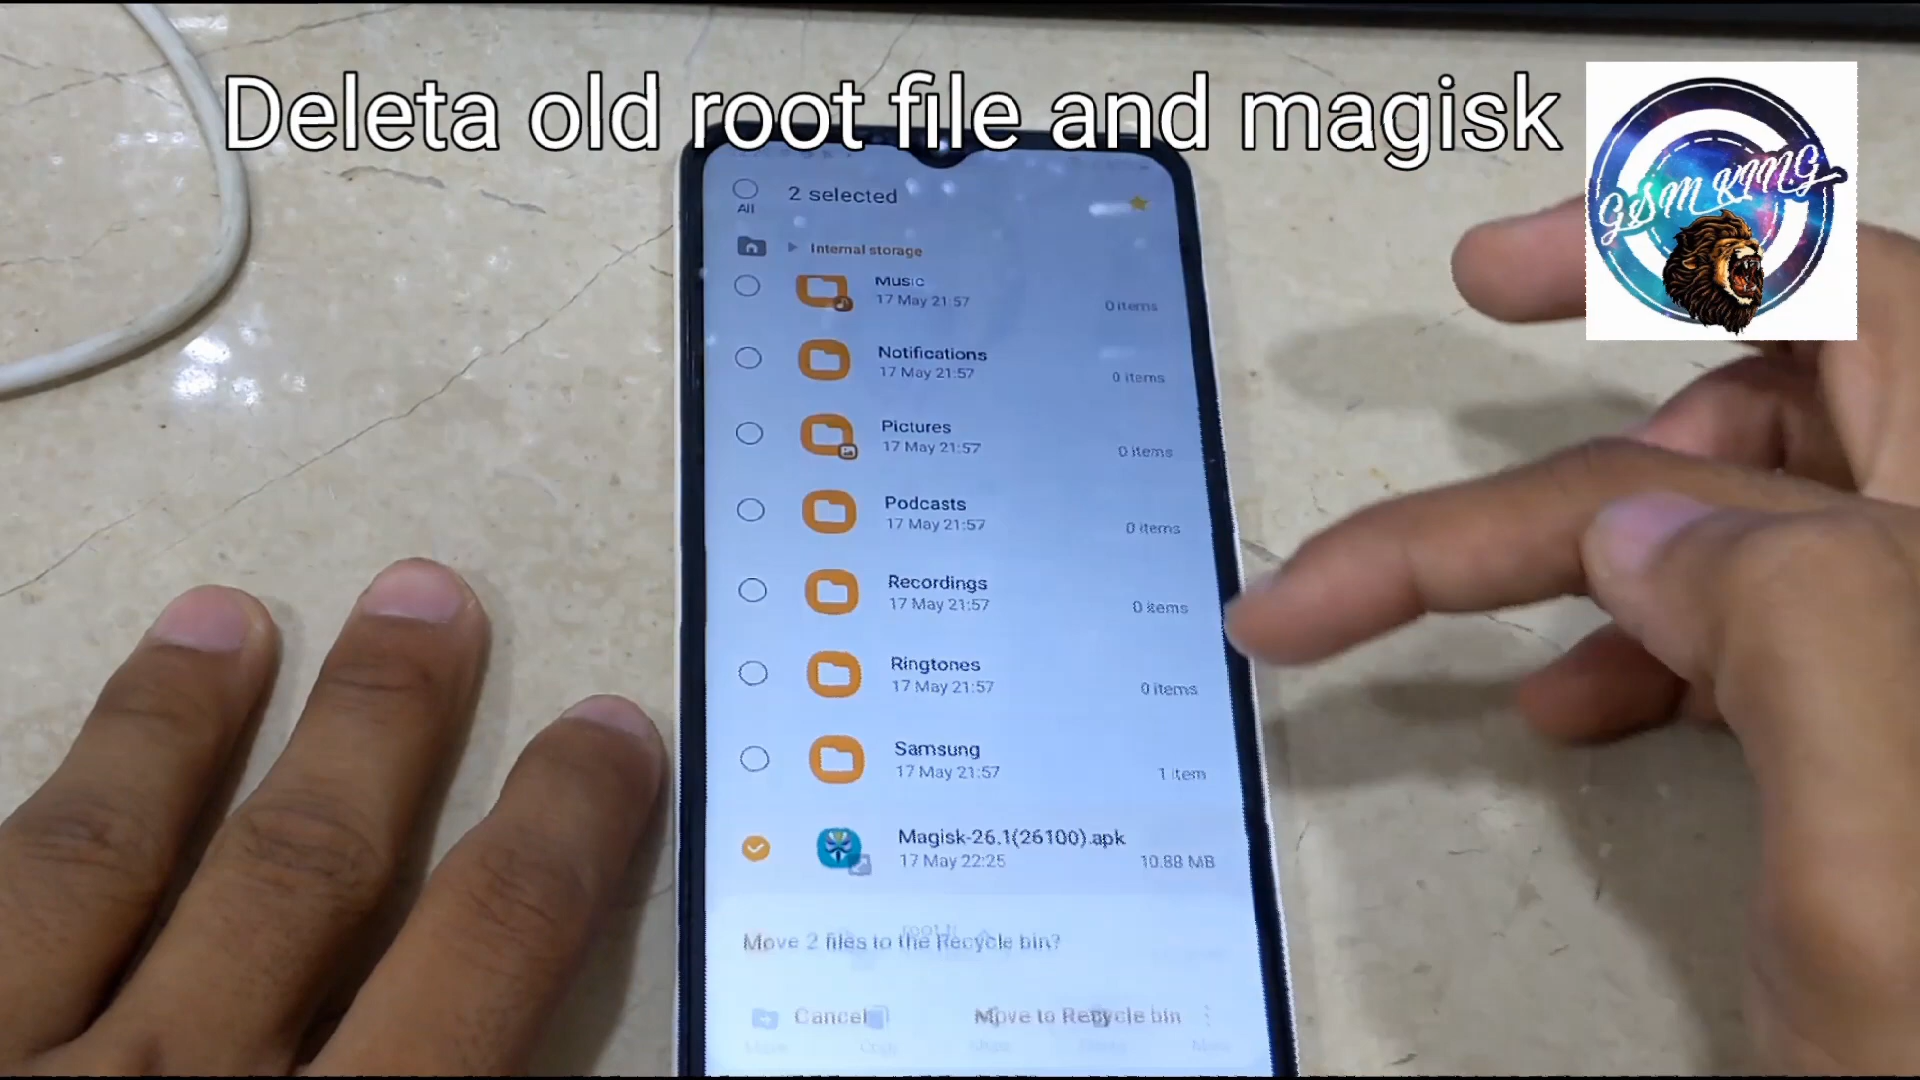 Deleta old root file and magisk
GSM KING
All
2 selected
Internal storage
Music
17 May 21:57
0 items
Notifications
17 May 21:57
0 items
Pictures
17 May 21:57
0 items
Podcasts
17 May 21:57
0 items
Recordings
17 May 21:57
0 items
Ringtones
17 May 21:57
0 items
Samsung
17 May 21:57
1 item
Magisk-26.1(26100).apk
17 May 22:25
10.88 MB
Move 2 files to the Recycle bin?
Cancel
Move to Recycle bin
Copy
Share
More